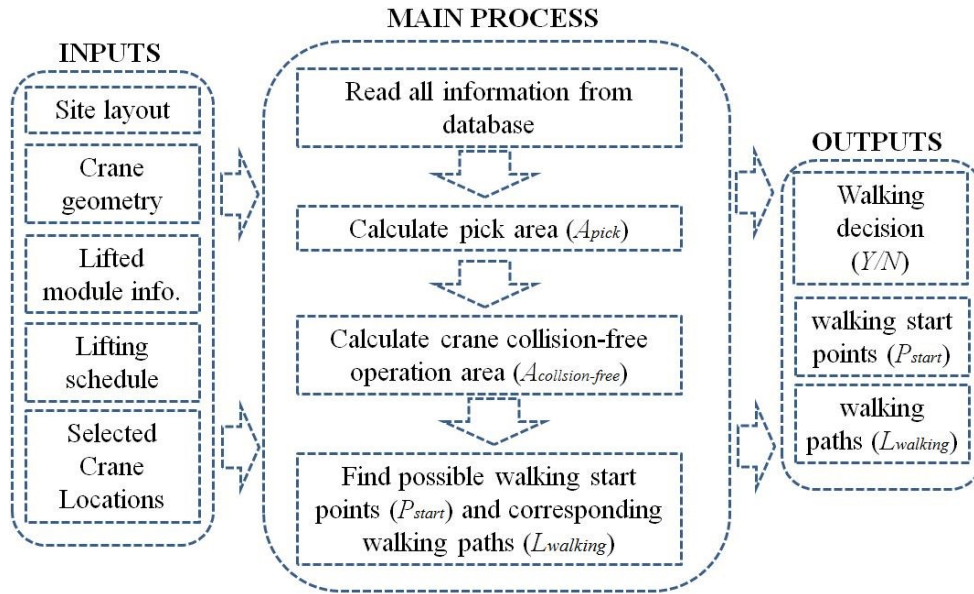 INPUTS
Site layout
Crane
geometry
Lifted
module info.
Lifting
schedule
Selected
Crane
Locations
MAIN PROCESS
Read all information from
database
Calculate pick area (Apick)
Calculate crane collision-free
operation area (Acollsion-free)
Find possible walking start
points (Pstart) and corresponding
walking paths (Lwalking)
OUTPUTS
Walking
decision
(Y/N)
walking start
points (Pstart)
walking
paths (Lwalking)